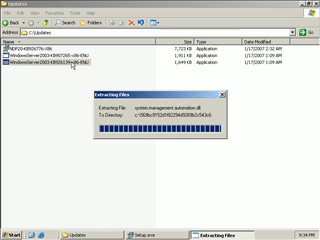 Updates
File Edit View Favorites Tools Help
Back Search Folders
Address C:\Updates Go
Name Size Type Date Modified
NDP20-KB926776-X86 7,723 KB Application 1/17/2007 2:32 AM
WindowsServer2003-KB907265-x86-ENU 1,911 KB Application 1/17/2007 3:09 AM
WindowsServer2003-KB926139-x86-ENU 1,649 KB Application 1/17/2007 2:32 AM
Extracting Files
Extracting File: system.management.automation.dll
To Directory:
Start Updates Setup.exe Extracting Files 9:34 PM